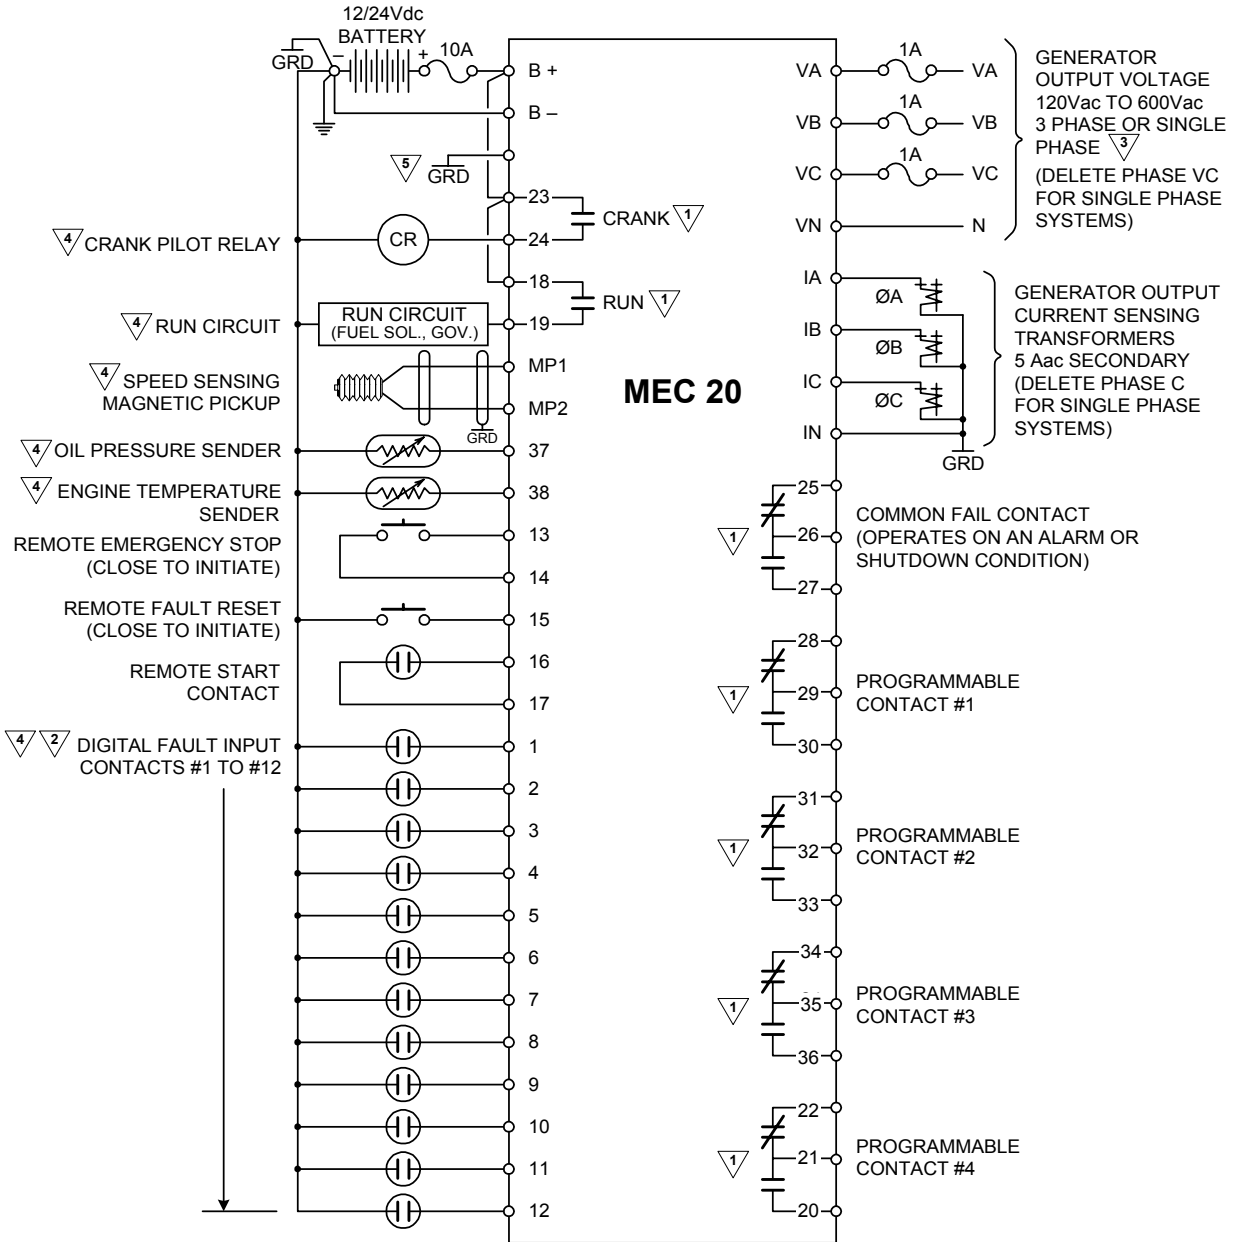 12/24Vdc
BATTERY
GRD
–
+
10A
B +
B –
5
GRD
23
CRANK 1
4 CRANK PILOT RELAY
CR
24
18
RUN 1
4 RUN CIRCUIT
RUN CIRCUIT
(FUEL SOL., GOV.)
19
4 SPEED SENSING
MAGNETIC PICKUP
MP1
MP2
GRD
4 OIL PRESSURE SENDER
37
4 ENGINE TEMPERATURE
SENDER
38
REMOTE EMERGENCY STOP
(CLOSE TO INITIATE)
13
14
REMOTE FAULT RESET
(CLOSE TO INITIATE)
15
REMOTE START
CONTACT
16
17
4 2 DIGITAL FAULT INPUT
CONTACTS #1 TO #12
1
2
3
4
5
6
7
8
9
10
11
12
MEC 20
VA
1A
VA
VB
1A
VB
VC
1A
VC
VN
N
GENERATOR
OUTPUT VOLTAGE
120Vac TO 600Vac
3 PHASE OR SINGLE
PHASE 3
(DELETE PHASE VC
FOR SINGLE PHASE
SYSTEMS)
IA
ØA
IB
ØB
IC
ØC
IN
GRD
GENERATOR OUTPUT
CURRENT SENSING
TRANSFORMERS
5 Aac SECONDARY
(DELETE PHASE C
FOR SINGLE PHASE
SYSTEMS)
25
1
26
27
COMMON FAIL CONTACT
(OPERATES ON AN ALARM OR
SHUTDOWN CONDITION)
28
1
29
30
PROGRAMMABLE
CONTACT #1
31
1
32
33
PROGRAMMABLE
CONTACT #2
34
1
35
36
PROGRAMMABLE
CONTACT #3
22
1
21
20
PROGRAMMABLE
CONTACT #4